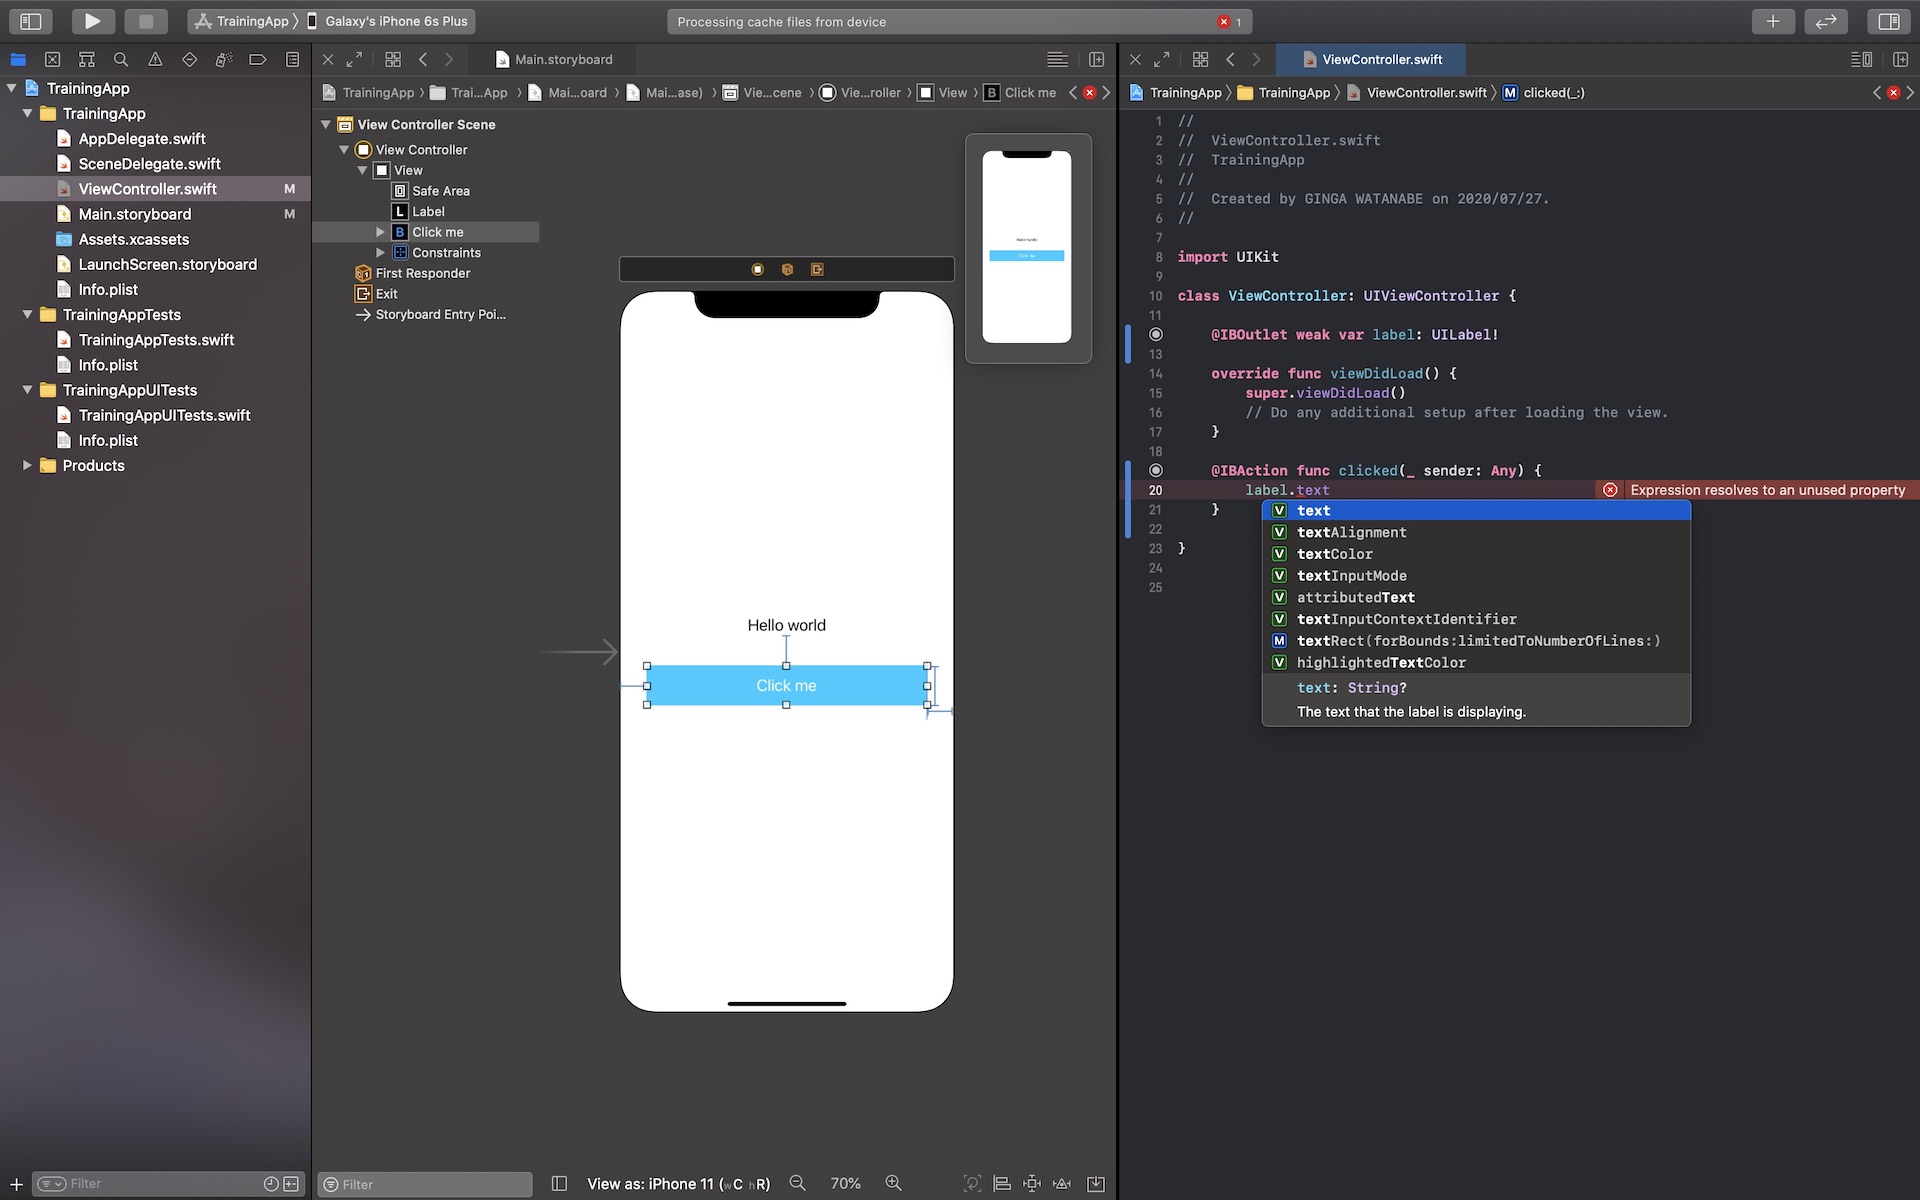 TrainingApp 〉 Galaxy's iPhone 6s Plus
Processing cache files from device
1
Main.storyboard
ViewController.swift
TrainingApp 〉 Trai...App 〉 Mai...oard 〉 Mai...ase) 〉 Vie...cene 〉 Vie...roller 〉 View 〉 B Click me
TrainingApp 〉 TrainingApp 〉 ViewController.swift 〉 M clicked(_:)
TrainingApp
TrainingApp
AppDelegate.swift
SceneDelegate.swift
ViewController.swift M
Main.storyboard M
Assets.xcassets
LaunchScreen.storyboard
Info.plist
TrainingAppTests
TrainingAppTests.swift
Info.plist
TrainingAppUITests
TrainingAppUITests.swift
Info.plist
Products
Filter
View Controller Scene
View Controller
View
Safe Area
L Label
B Click me
Constraints
First Responder
Exit
Storyboard Entry Poi...
Filter
Hello world
Click me
Hello world
Click me
View as: iPhone 11 (wC hR)
70%
1 //
2 //  ViewController.swift
3 //  TrainingApp
4 //
5 //  Created by GINGA WATANABE on 2020/07/27.
6 //
7
8 import UIKit
9
10 class ViewController: UIViewController {
11
@IBOutlet weak var label: UILabel!
13
14 override func viewDidLoad() {
15 super.viewDidLoad()
16 // Do any additional setup after loading the view.
17 }
18
@IBAction func clicked(_ sender: Any) {
20 label.text
Expression resolves to an unused property
21 }
22
23 }
24
25
V text
V textAlignment
V textColor
V textInputMode
V attributedText
V textInputContextIdentifier
M textRect(forBounds:limitedToNumberOfLines:)
V highlightedTextColor
text: String?
The text that the label is displaying.